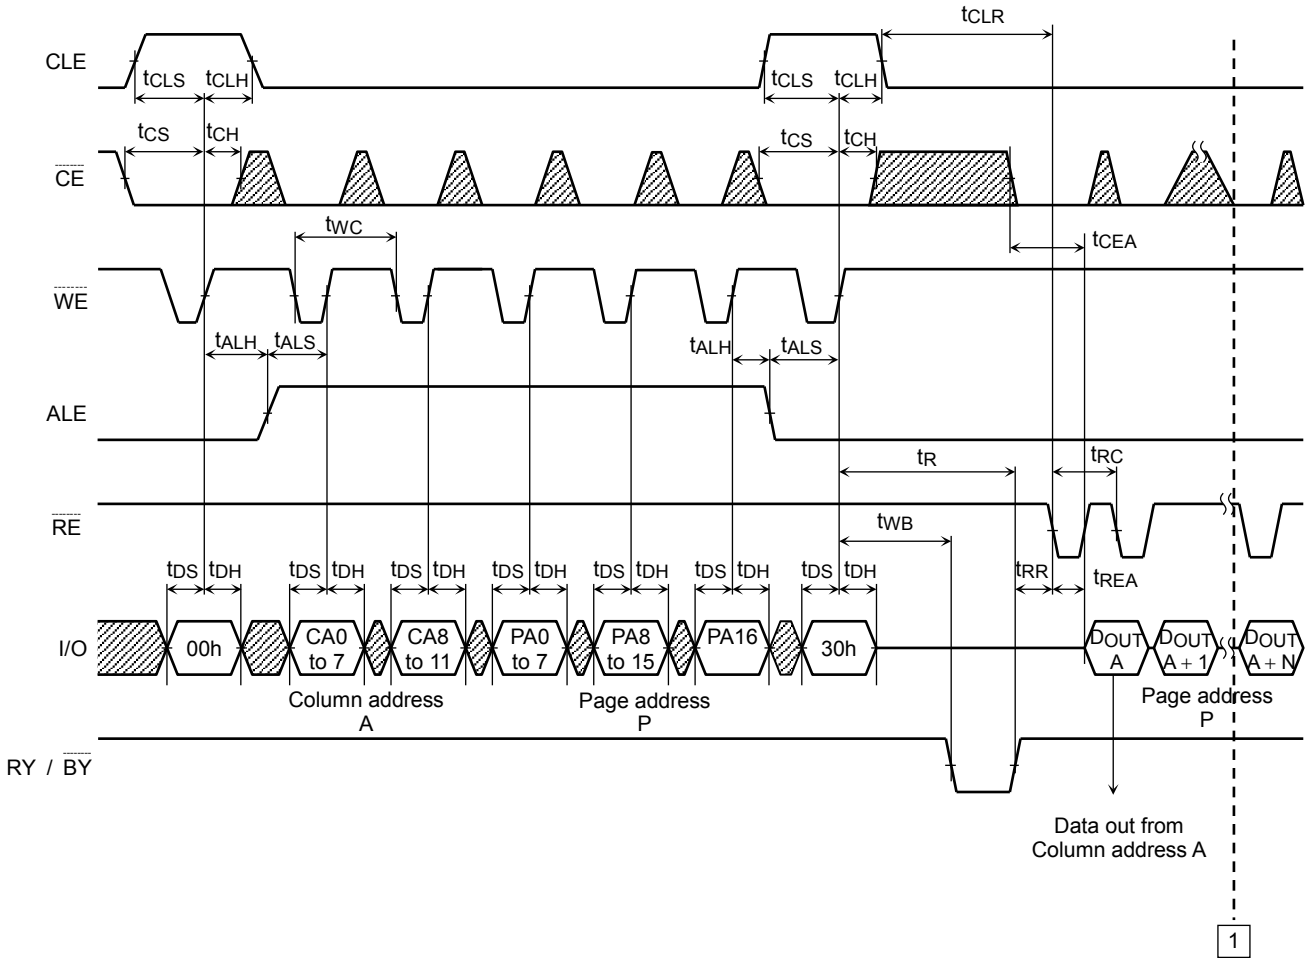 tCLR
CLE
tCLS tCLH tCLS tCLH
tCS tCH tCS tCH
CE
tWC
tCEA
WE
tALH tALS tALH tALS
ALE
tR tRC
RE
tWB
tDS tDH tDS tDH tDS tDH tDS tDH tDS tDH tDS tDH tDS tDH tRR tREA
I/O 00h CA0 to 7 CA8 to 11 PA0 to 7 PA8 to 15 PA16 30h DOUT A DOUT A + 1 DOUT A + N
Column address A
Page address P
Page address P
RY / BY
Data out from
Column address A
1